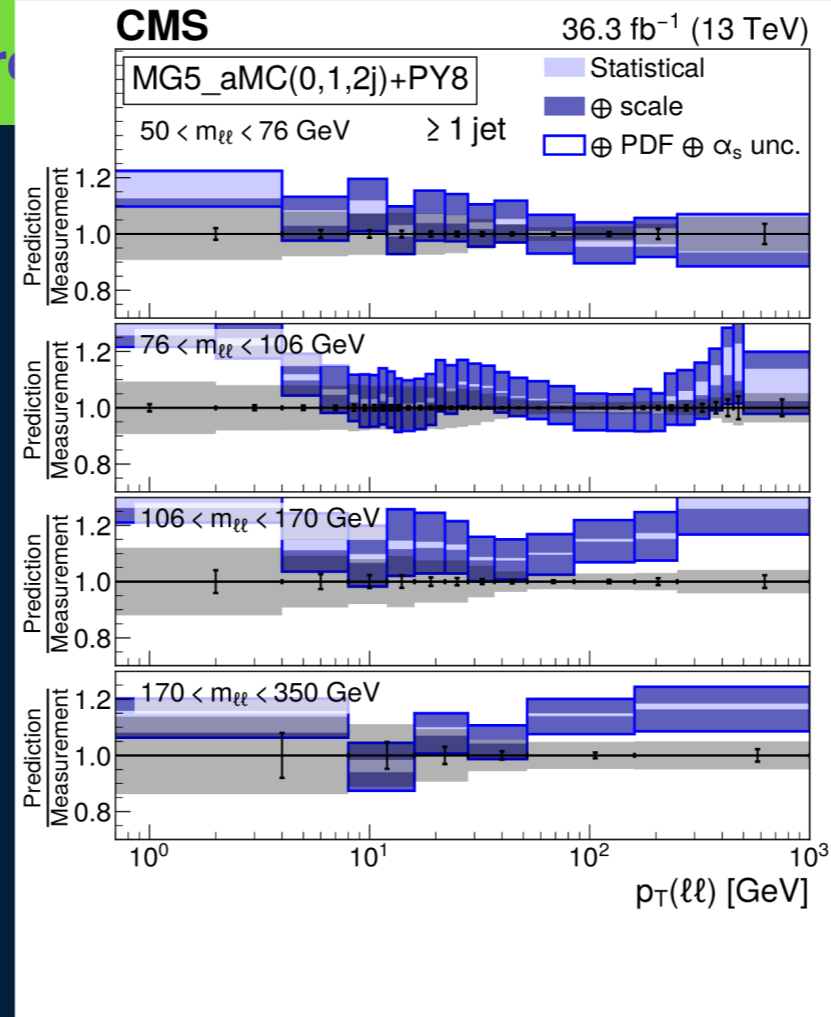 CMS 36.3 fb⁻¹ (13 TeV)
MG5_aMC(0,1,2j)+PY8
Statistical
⊕ scale
⊕ PDF ⊕ αₛ unc.
50 < mℓℓ < 76 GeV ≥ 1 jet
Prediction
Measurement
1.2
1.0
0.8
76 < mℓℓ < 106 GeV
Prediction
Measurement
1.2
1.0
0.8
106 < mℓℓ < 170 GeV
Prediction
Measurement
1.2
1.0
0.8
170 < mℓℓ < 350 GeV
Prediction
Measurement
1.2
1.0
0.8
10⁰ 10¹ 10² 10³
p_T(ℓℓ) [GeV]